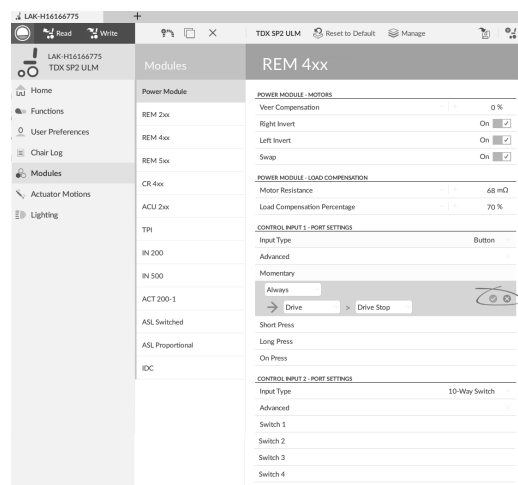 LAK-H16166775
+
Read
Write
TDX SP2 ULM
Reset to Default
Manage
LAK-H16166775
TDX SP2 ULM
Home
Functions
User Preferences
Chair Log
Modules
Actuator Motions
Lighting
Modules
Power Module
REM 2xx
REM 4xx
REM 5xx
CR 4xx
ACU 2xx
TPI
IN 200
IN 500
ACT 200-1
ASL Switched
ASL Proportional
IDC
REM 4xx
POWER MODULE - MOTORS
Veer Compensation - + 0 %
Right Invert On
Left Invert On
Swap On
POWER MODULE - LOAD COMPENSATION
Motor Resistance - + 68 mΩ
Load Compensation Percentage - + 70 %
CONTROL INPUT 1 - PORT SETTINGS
Input Type Button
Advanced
Momentary
Always
Drive > Drive Stop
Short Press
Long Press
On Press
CONTROL INPUT 2 - PORT SETTINGS
Input Type 10-Way Switch
Advanced
Switch 1
Switch 2
Switch 3
Switch 4